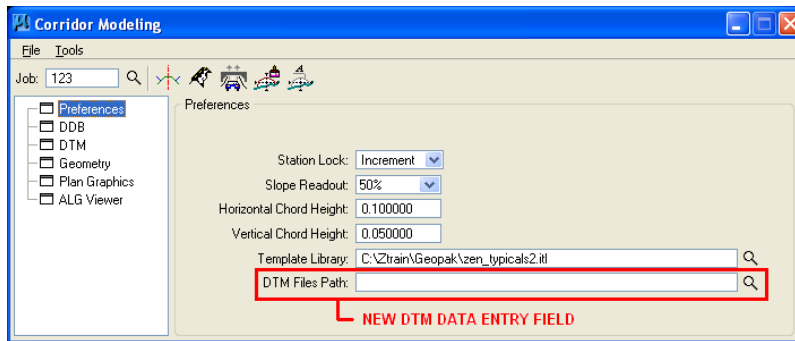 Corridor Modeling
File Tools
Job: 123
Preferences
DDB
DTM
Geometry
Plan Graphics
ALG Viewer
Preferences
Station Lock: Increment
Slope Readout: 50%
Horizontal Chord Height: 0.100000
Vertical Chord Height: 0.050000
Template Library: C:\Ztrain\Geopak\zen_typicals2.itl
DTM Files Path:
NEW DTM DATA ENTRY FIELD